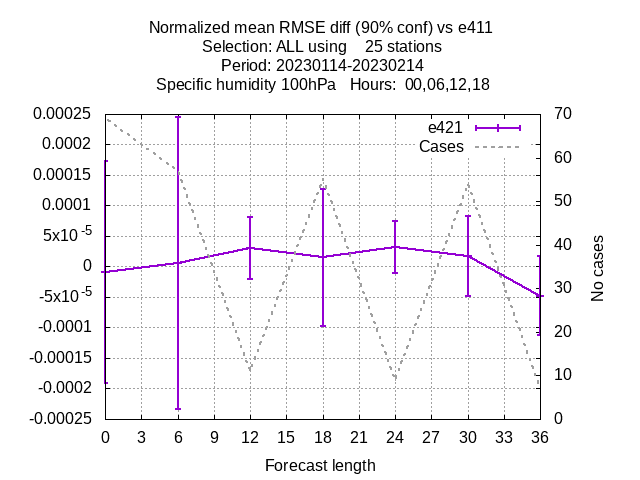 Normalized mean RMSE diff (90% conf) vs e411
Selection: ALL using    25 stations
Period: 20230114-20230214
Specific humidity 100hPa   Hours:  00,06,12,18
e421
Cases
0.00025
0.0002
0.00015
0.0001
5x10⁻⁵
0
-5x10⁻⁵
-0.0001
-0.00015
-0.0002
-0.00025
70
60
50
40
30
20
10
0
No cases
0 3 6 9 12 15 18 21 24 27 30 33 36
Forecast length